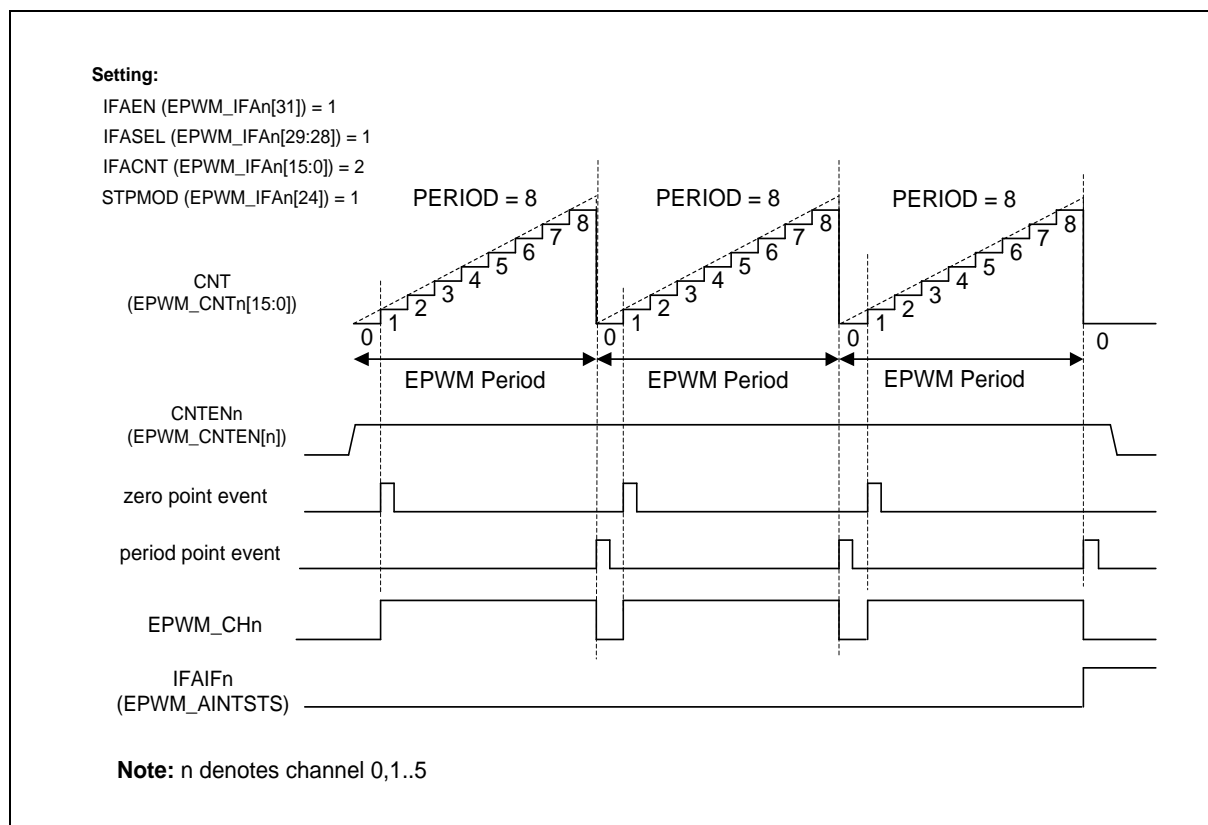 Setting:
IFAEN (EPWM_IFAn[31]) = 1
IFASEL (EPWM_IFAn[29:28]) = 1
IFACNT (EPWM_IFAn[15:0]) = 2
STPMOD (EPWM_IFAn[24]) = 1
PERIOD = 8
PERIOD = 8
PERIOD = 8
CNT
(EPWM_CNTn[15:0])
0 1 2 3 4 5 6 7 8
0 1 2 3 4 5 6 7 8
0 1 2 3 4 5 6 7 8
0
EPWM Period
EPWM Period
EPWM Period
CNTENn
(EPWM_CNTEN[n])
zero point event
period point event
EPWM_CHn
IFAIFn
(EPWM_AINTSTS)
Note: n denotes channel 0,1..5